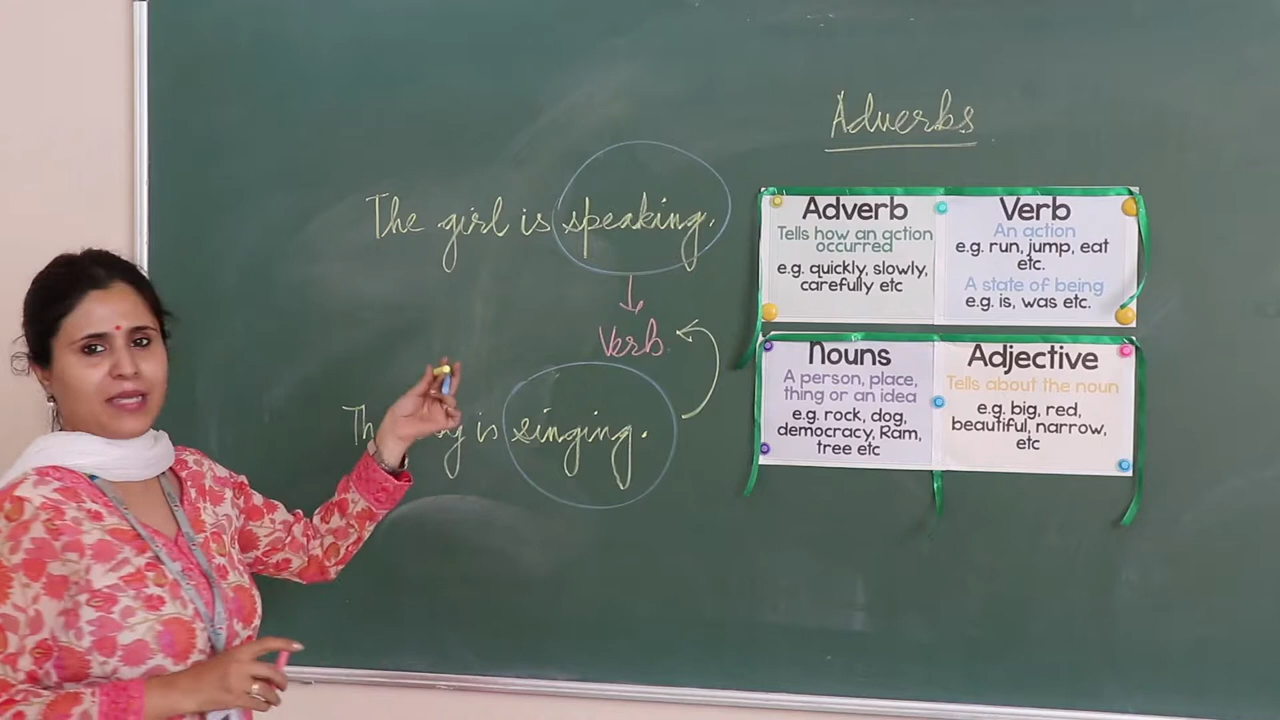 Adverbs
The girl is speaking.
Verb
is singing.
Adverb
Tells how an action
occurred
e.g. quickly, slowly,
carefully etc
Verb
An action
e.g. run, jump, eat
etc.
A state of being
e.g. is, was etc.
Nouns
A person, place,
thing or an idea
e.g. rock, dog,
democracy, Ram,
tree etc
Adjective
Tells about the noun
e.g. big, red,
beautiful, narrow,
etc